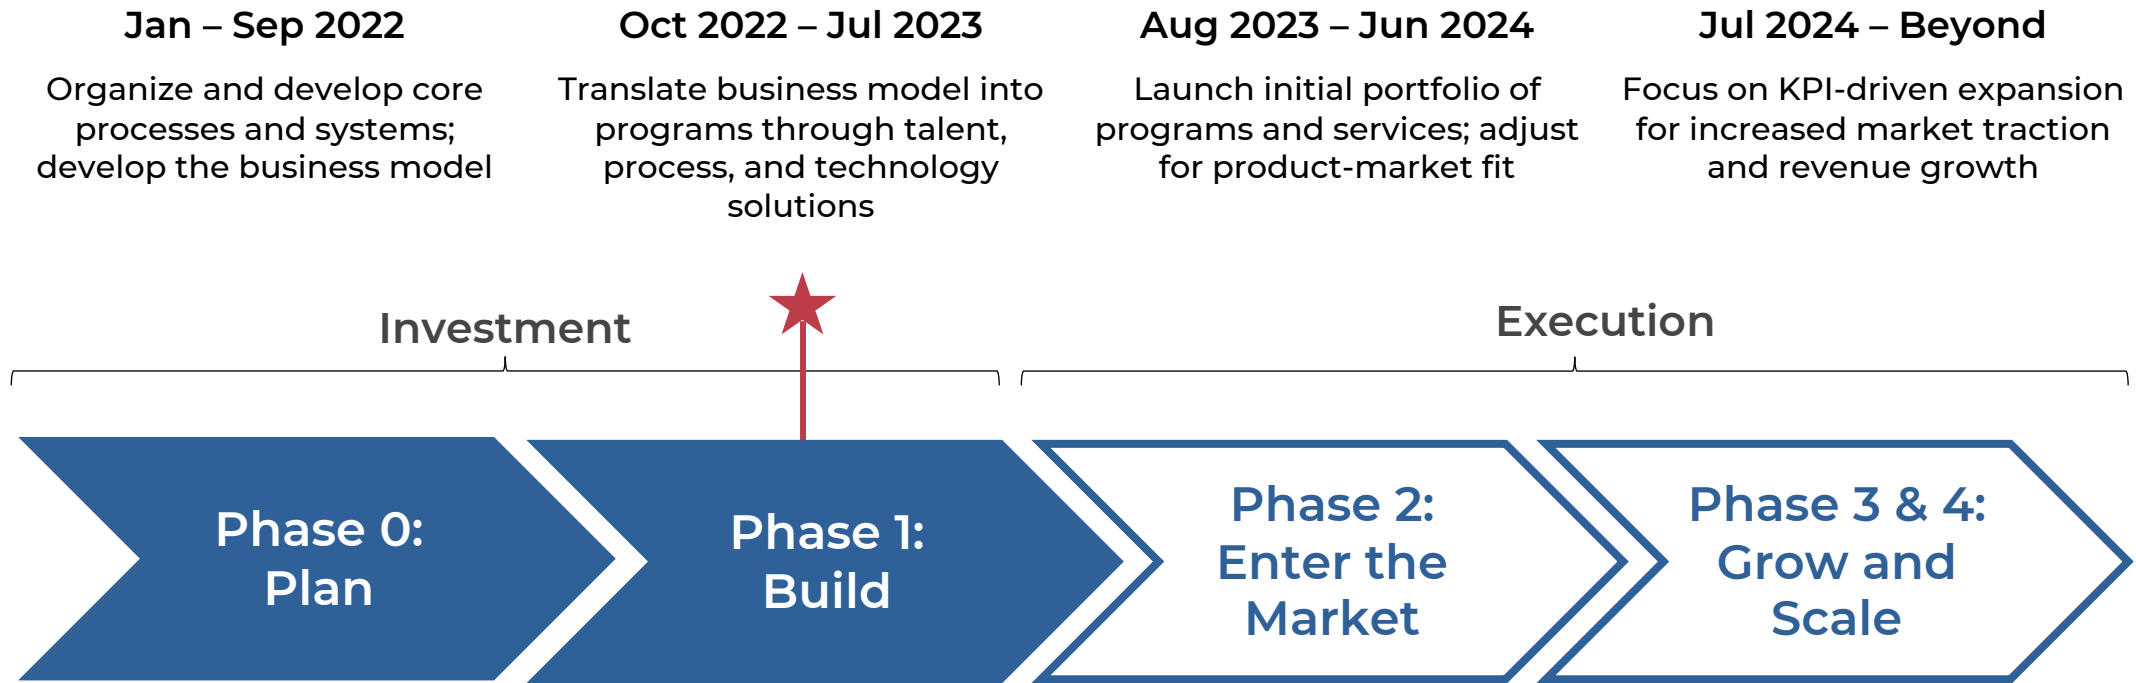 Jan – Sep 2022
Organize and develop core
processes and systems;
develop the business model
Oct 2022 – Jul 2023
Translate business model into
programs through talent,
process, and technology
solutions
Aug 2023 – Jun 2024
Launch initial portfolio of
programs and services; adjust
for product-market fit
Jul 2024 – Beyond
Focus on KPI-driven expansion
for increased market traction
and revenue growth
Investment
Execution
Phase 0:
Plan
Phase 1:
Build
Phase 2:
Enter the
Market
Phase 3 & 4:
Grow and
Scale